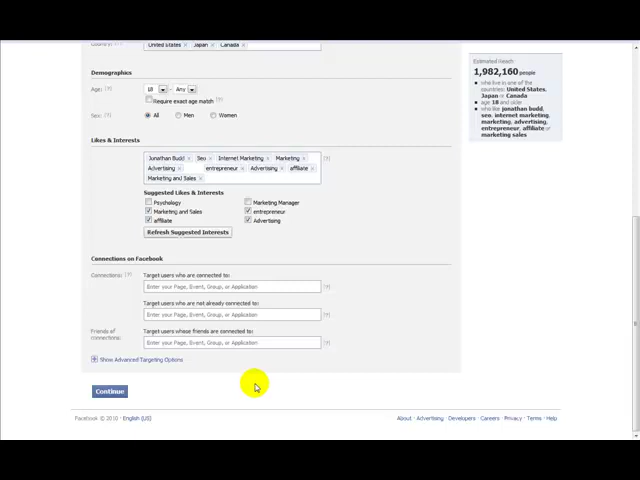 United States Japan Canada
Demographics
Age: [?] 18 - Any
Require exact age match [?]
Sex: [?] All Men Women
Likes & Interests
Jonathan Budd x Seo x Internet Marketing x Marketing x [?]
Advertising x entrepreneur x Advertising x affiliate x
Marketing and Sales x
Suggested Likes & Interests
Psychology Marketing Manager
Marketing and Sales entrepreneur
affiliate Advertising
Refresh Suggested Interests
Connections on Facebook
Connections: [?] Target users who are connected to:
Enter your Page, Event, Group, or Application [?]
Target users who are not already connected to:
Enter your Page, Event, Group, or Application [?]
Friends of connections: Target users whose friends are connected to:
Enter your Page, Event, Group, or Application [?]
Show Advanced Targeting Options
Continue
Facebook © 2010 · English (US)
About · Advertising · Developers · Careers · Privacy · Terms · Help
Estimated Reach
1,982,160 people
who live in one of the
countries: United States,
Japan or Canada
age 18 and older
who like jonathan budd,
seo, internet marketing,
marketing, advertising,
entrepreneur, affiliate or
marketing sales